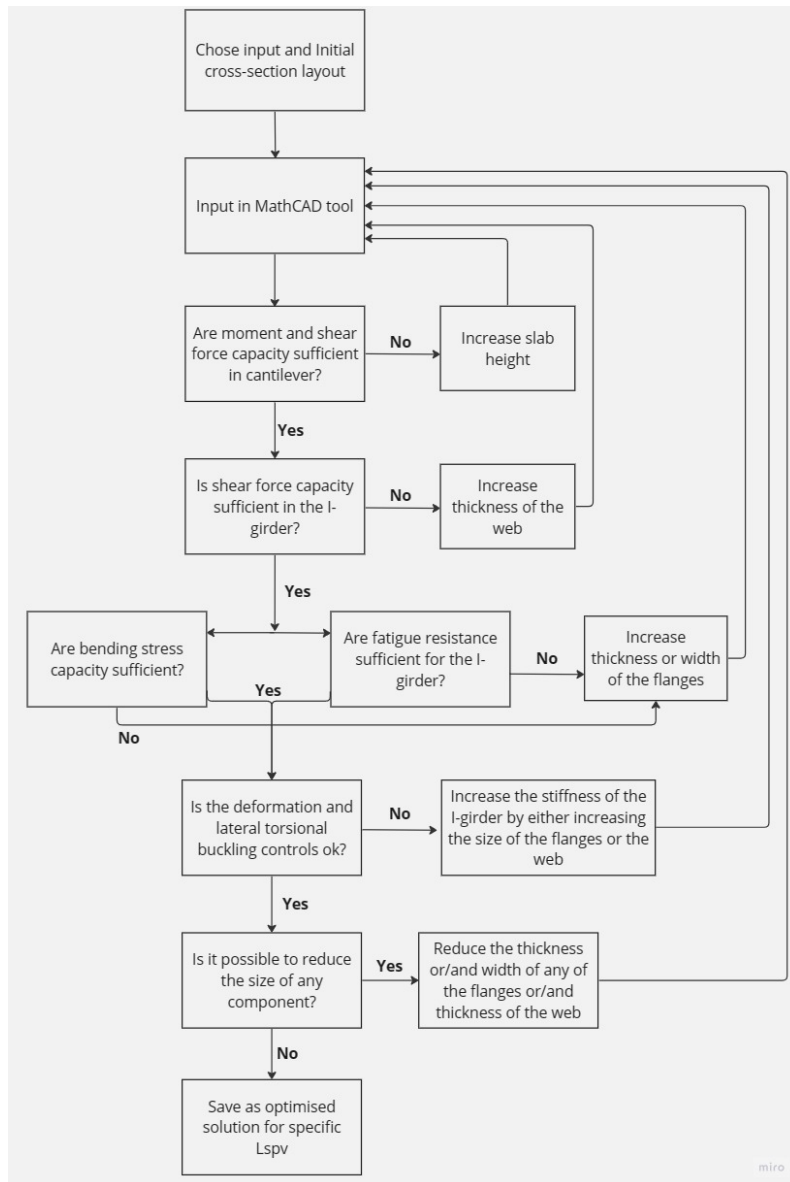 Chose input and Initial
cross-section layout
Input in MathCAD tool
Are moment and shear
force capacity sufficient
in cantilever?
No
Increase slab
height
Yes
Is shear force capacity
sufficient in the I-
girder?
No
Increase
thickness of the
web
Yes
Are bending stress
capacity sufficient?
Are fatigue resistance
sufficient for the I-
girder?
No
Increase
thickness or width
of the flanges
Yes
No
Is the deformation and
lateral torsional
buckling controls ok?
No
Increase the stiffness of the
I-girder by either increasing
the size of the flanges or the
web
Yes
Is it possible to reduce
the size of any
component?
Yes
Reduce the thickness
or/and width of any of
the flanges or/and
thickness of the web
No
Save as optimised
solution for specific
Lspv
miro